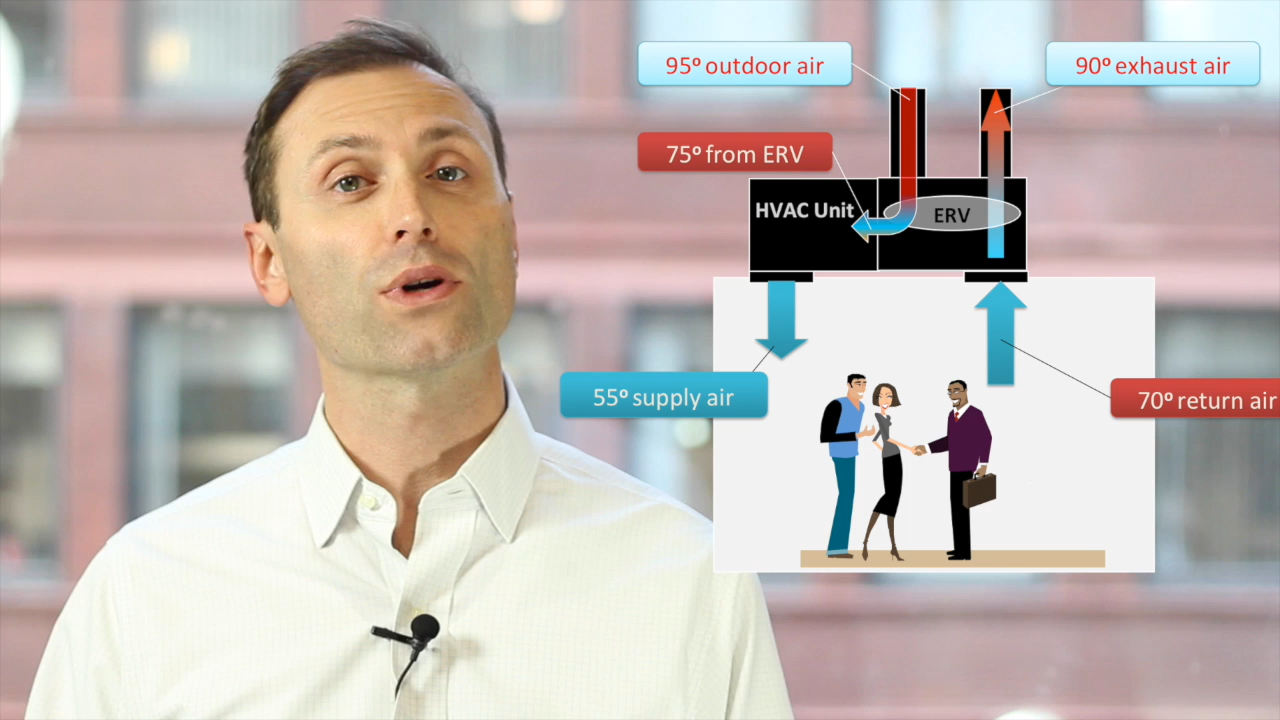 95º outdoor air
90º exhaust air
75º from ERV
HVAC Unit
ERV
55º supply air
70º return air